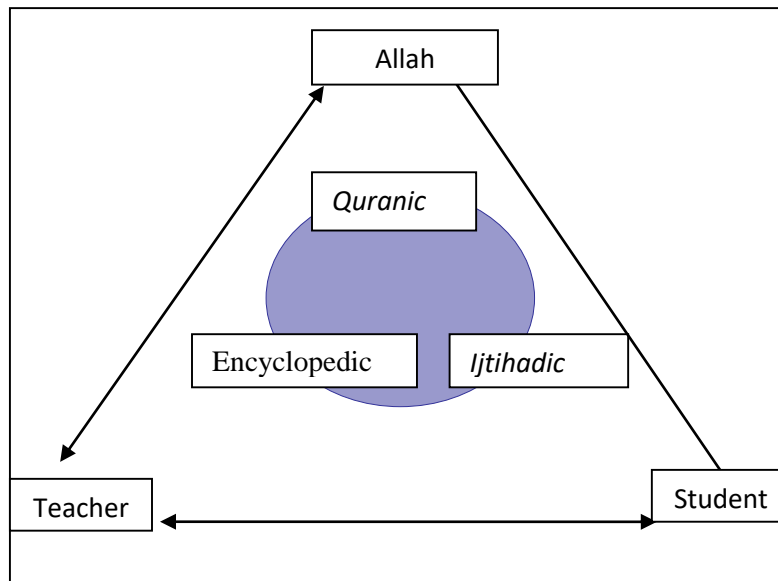 Allah
Quranic
Encyclopedic
Ijtihadic
Teacher
Student